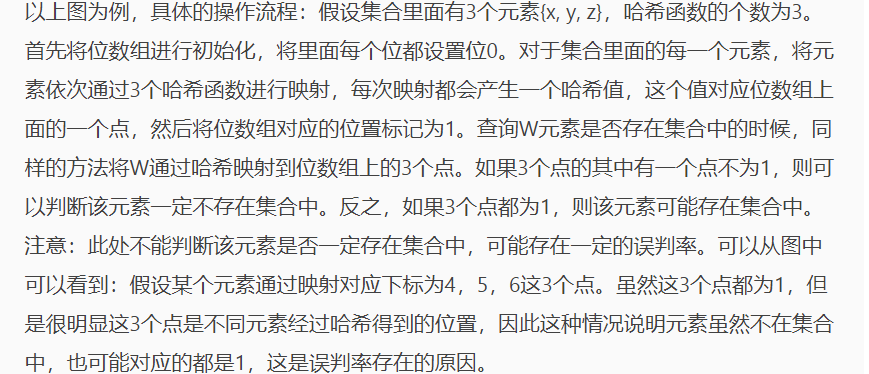 以上图为例，具体的操作流程：假设集合里面有3个元素{x, y, z}，哈希函数的个数为3。
首先将位数组进行初始化，将里面每个位都设置位0。对于集合里面的每一个元素，将元
素依次通过3个哈希函数进行映射，每次映射都会产生一个哈希值，这个值对应位数组上
面的一个点，然后将位数组对应的位置标记为1。查询W元素是否存在集合中的时候，同
样的方法将W通过哈希映射到位数组上的3个点。如果3个点的其中有一个点不为1，则可
以判断该元素一定不存在集合中。反之，如果3个点都为1，则该元素可能存在集合中。
注意：此处不能判断该元素是否一定存在集合中，可能存在一定的误判率。可以从图中
可以看到：假设某个元素通过映射对应下标为4，5，6这3个点。虽然这3个点都为1，但
是很明显这3个点是不同元素经过哈希得到的位置，因此这种情况说明元素虽然不在集合
中，也可能对应的都是1，这是误判率存在的原因。